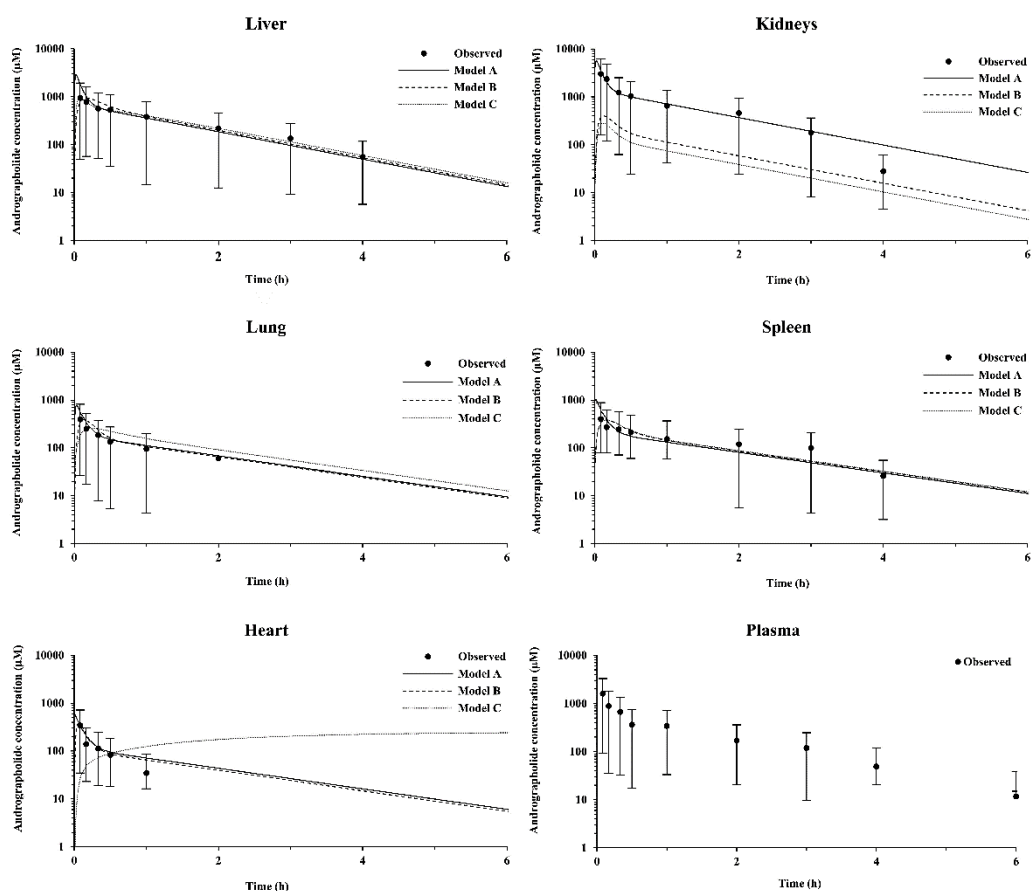 Liver
Andrographolide concentration (µM)
10000
1000
100
10
1
0
2
4
6
Time (h)
Observed
Model A
Model B
Model C
Kidneys
Andrographolide concentration (µM)
10000
1000
100
10
1
0
2
4
6
Time (h)
Observed
Model A
Model B
Model C
Lung
Andrographolide concentration (µM)
10000
1000
100
10
1
0
2
4
6
Time (h)
Observed
Model A
Model B
Model C
Spleen
Andrographolide concentration (µM)
10000
1000
100
10
1
0
2
4
6
Time (h)
Observed
Model A
Model B
Model C
Heart
Andrographolide concentration (µM)
10000
1000
100
10
1
0
2
4
6
Time (h)
Observed
Model A
Model B
Model C
Plasma
Andrographolide concentration (µM)
10000
1000
100
10
1
0
2
4
6
Time (h)
Observed